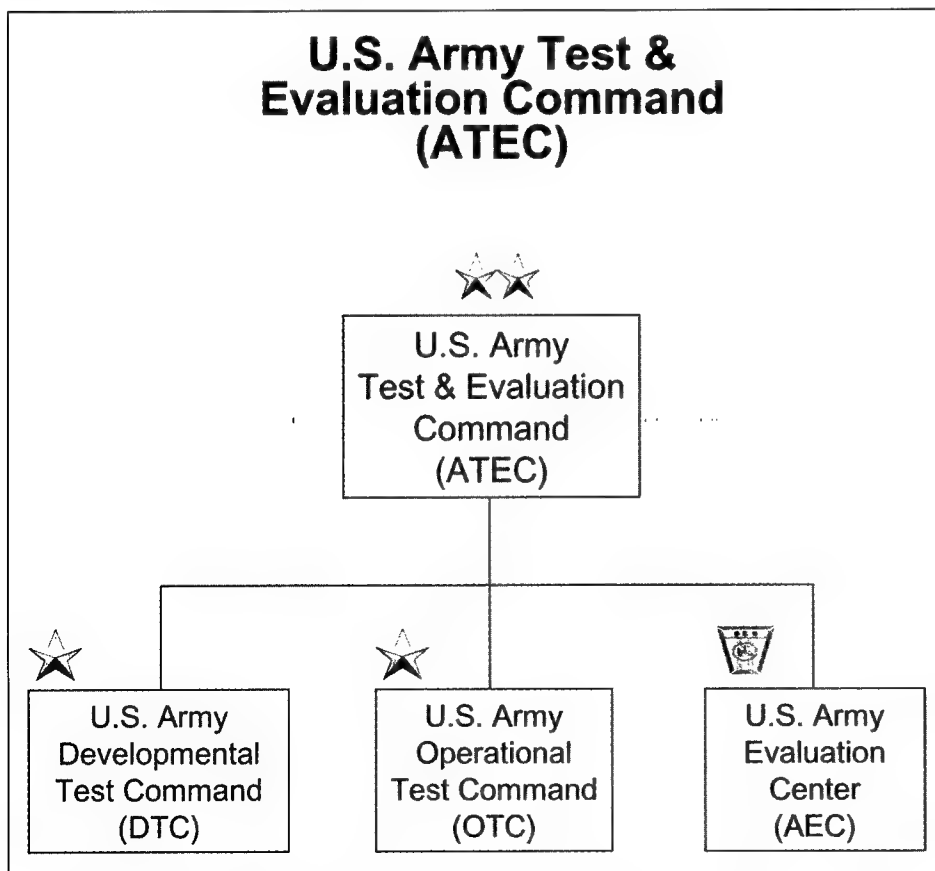 U.S. Army Test &
Evaluation Command
(ATEC)
U.S. Army
Test & Evaluation
Command
(ATEC)
U.S. Army
Developmental
Test Command
(DTC)
U.S. Army
Operational
Test Command
(OTC)
U.S. Army
Evaluation
Center
(AEC)